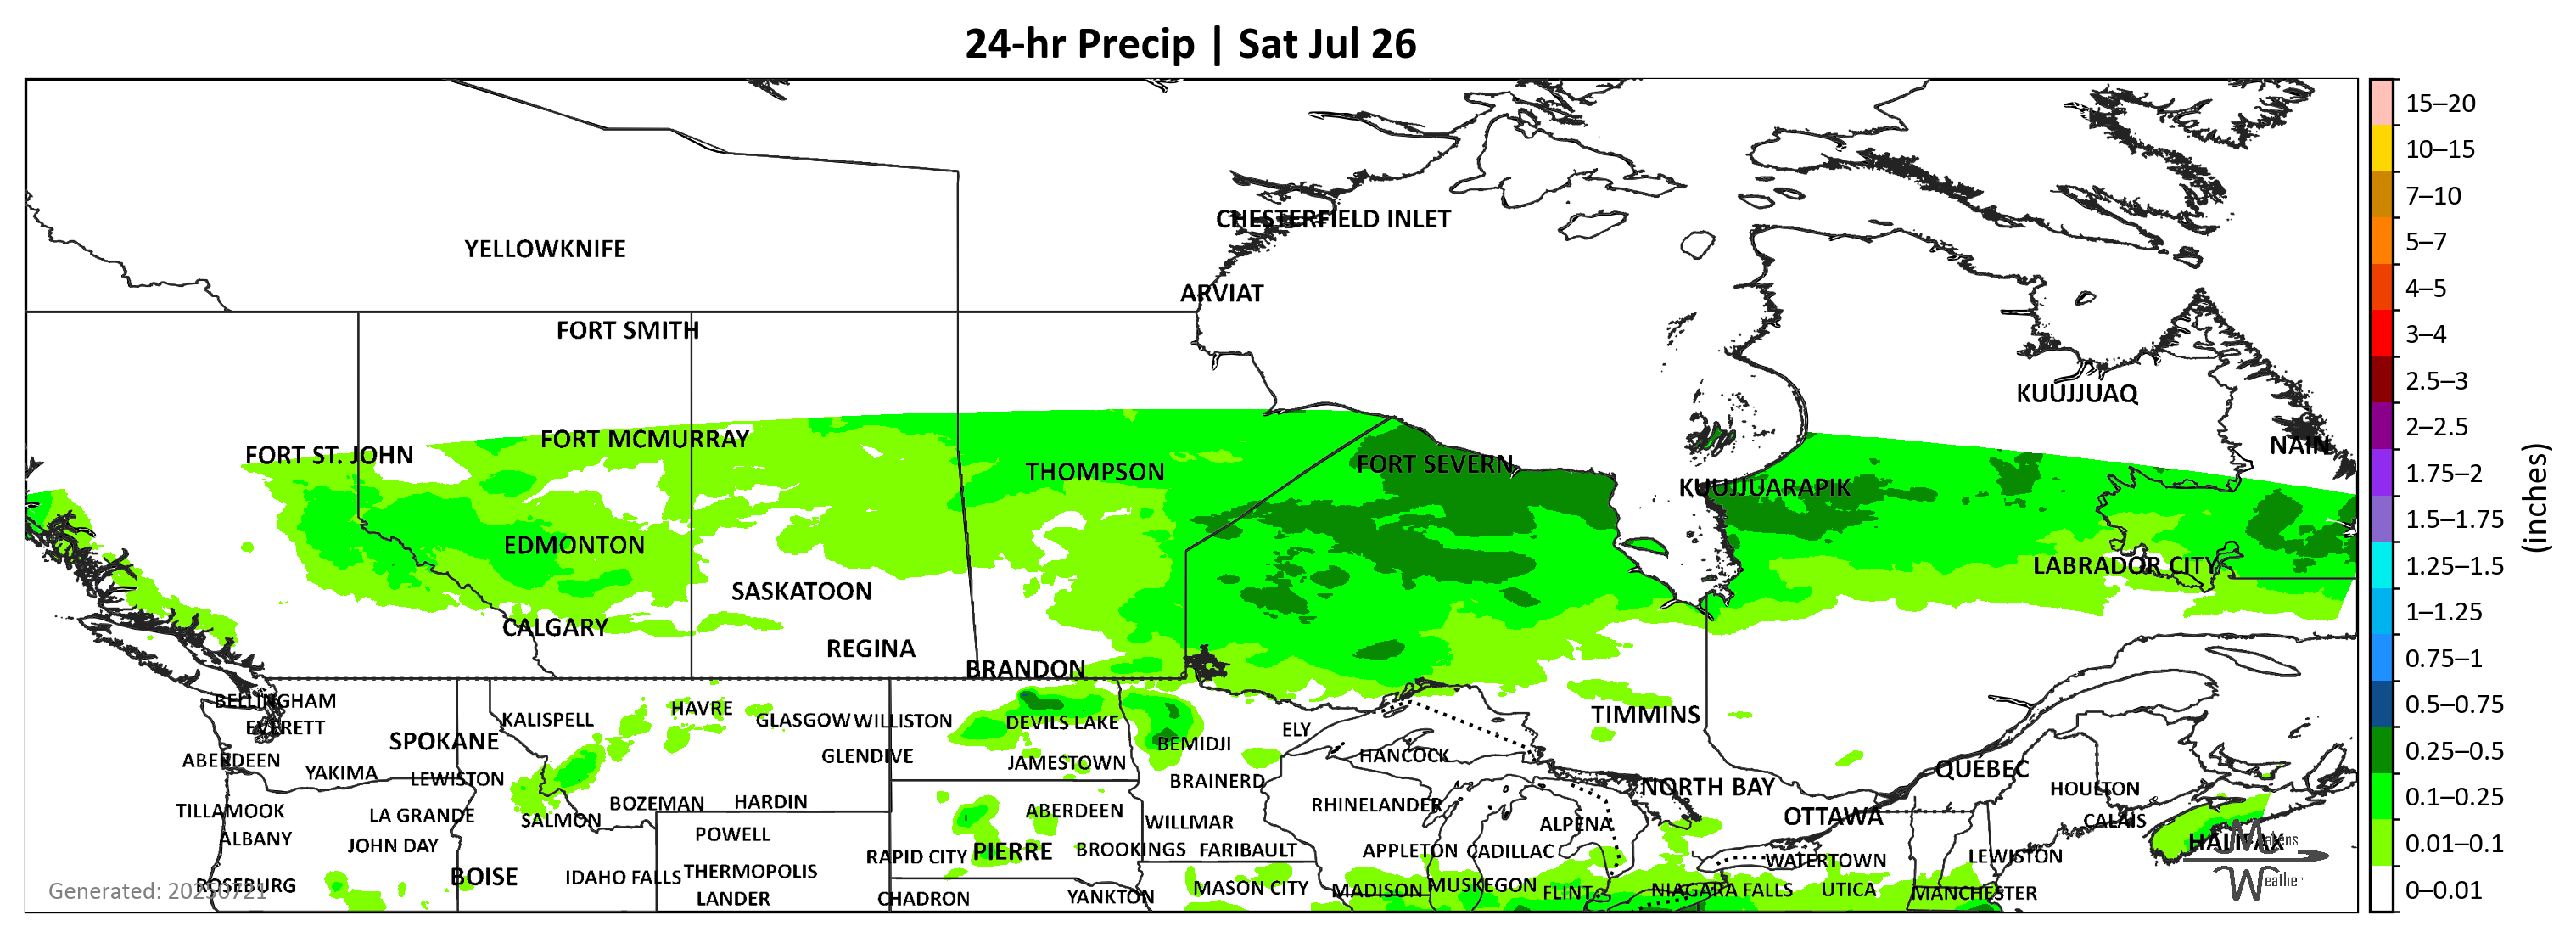 24-hr Precip | Sat Jul 26
15–20
10–15
7–10
5–7
4–5
3–4
2.5–3
2–2.5
1.75–2
1.5–1.75
1.25–1.5
1–1.25
0.75–1
0.5–0.75
0.25–0.5
0.1–0.25
0.01–0.1
0–0.01
(inches)
CHESTERFIELD INLET
YELLOWKNIFE
ARVIAT
FORT SMITH
KUUJJUAQ
FORT MCMURRAY
NAIN
FORT ST. JOHN
FORT SEVERN
THOMPSON
KUUJJUARAPIK
EDMONTON
LABRADOR CITY
SASKATOON
CALGARY
REGINA
BRANDON
BELLINGHAM
HAVRE
TIMMINS
KALISPELL
GLASGOW
WILLISTON
DEVILS LAKE
EVERETT
ELY
SPOKANE
BEMIDJI
HANCOCK
GLENDIVE
ABERDEEN
JAMESTOWN
QUÉBEC
YAKIMA
LEWISTON
BRAINERD
NORTH BAY
HOULTON
BOZEMAN
HARDIN
RHINELANDER
TILLAMOOK
LA GRANDE
ABERDEEN
OTTAWA
SALMON
WILLMAR
ALPENA
CALAIS
ALBANY
POWELL
HALIFAX
JOHN DAY
PIERRE
BROOKINGS
FARIBAULT
APPLETON
CADILLAC
RAPID CITY
LEWISTON
WATERTOWN
THERMOPOLIS
BOISE
IDAHO FALLS
ROSEBURG
MASON CITY
MADISON
MUSKEGON
FLINT
NIAGARA FALLS
UTICA
MANCHESTER
LANDER
CHADRON
YANKTON
Generated: 20250721
Weather